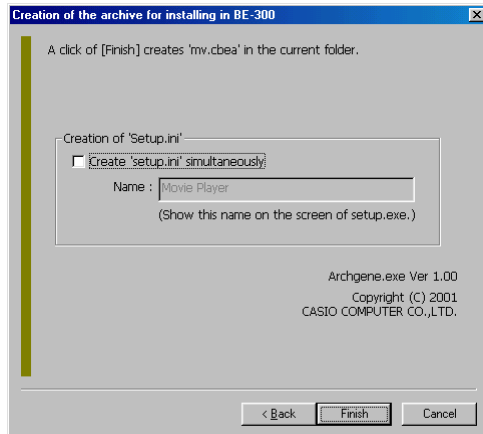 Creation of the archive for installing in BE-300
A click of [Finish] creates 'mv.cbea' in the current folder.
Creation of 'Setup.ini'
Create 'setup.ini' simultaneously
Name : Movie Player
(Show this name on the screen of setup.exe.)
Archgene.exe Ver 1.00
Copyright (C) 2001
CASIO COMPUTER CO.,LTD.
< Back Finish Cancel